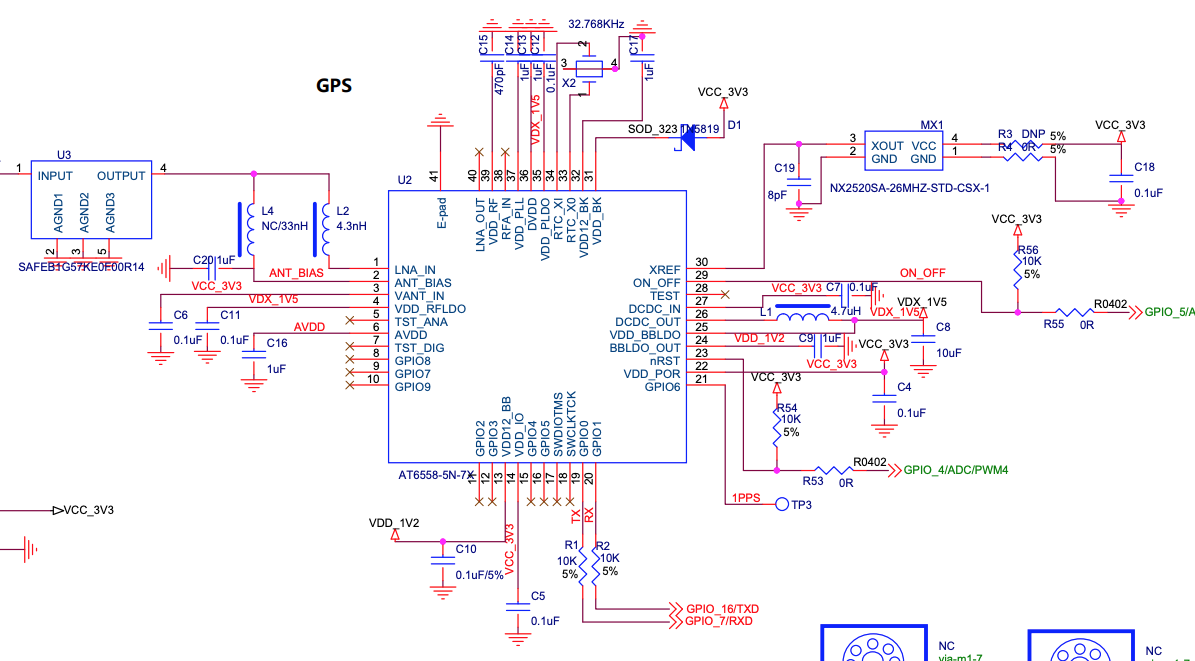 GPS
32.768KHz
C15
470pF
C14
1uF
C13
1uF
C12
0.1uF
VDX_1V5
X2
2
3
4
1
C17
1uF
VCC_3V3
SOD_323
1N5819
D1
U3
1
INPUT
OUTPUT
4
AGND1
AGND2
AGND3
2
3
5
L4
NC/33nH
L2
4.3nH
C20
1uF
ANT_BIAS
VCC_3V3
VDX_1V5
AVDD
C6
0.1uF
C11
0.1uF
C16
1uF
U2
41
E-pad
40
39
38
37
36
35
34
33
32
31
LNA_OUT
VDD_RF
RFA_IN
VDD_PLL
DVDD
VDD_PLDO
RTC_XI
RTC_XO
VDD12_BK
VDD_BK
1
LNA_IN
2
ANT_BIAS
3
VANT_IN
4
VDD_RFLDO
5
TST_ANA
6
AVDD
7
TST_DIG
8
GPIO8
9
GPIO7
10
GPIO9
XREF
30
ON_OFF
29
TEST
28
DCDC_IN
27
DCDC_OUT
26
VDD_BBLDO
25
BBLDO_OUT
24
nRST
23
VDD_POR
22
GPIO6
21
GPIO2
GPIO3
VDD12_BB
VDD_IO
GPIO4
GPIO5
SWDIOTMS
SWCLKTCK
GPIO0
GPIO1
AT6558-5N-7X
11
12
13
14
15
16
17
18
19
20
MX1
3
XOUT
VCC
4
2
GND
GND
1
NX2520SA-26MHZ-STD-CSX-1
C19
8pF
R3
DNP
5%
R4
0R
5%
VCC_3V3
C18
0.1uF
VCC_3V3
R56
10K
5%
ON_OFF
R0402
R55
0R
GPIO_5/A
VCC_3V3
C7
0.1uF
L1
4.7uH
VDX_1V5
VDX_1V5
C8
10uF
VDD_1V2
C9
1uF
VCC_3V3
VCC_3V3
C4
0.1uF
VCC_3V3
R54
10K
5%
R0402
R53
0R
GPIO_4/ADC/PWM4
1PPS
TP3
VCC_3V3
VDD_1V2
C10
0.1uF/5%
VCC_3V3
C5
0.1uF
TX
RX
R1
10K
5%
R2
10K
5%
GPIO_16/TXD
GPIO_7/RXD
NC
via-m1-7
NC